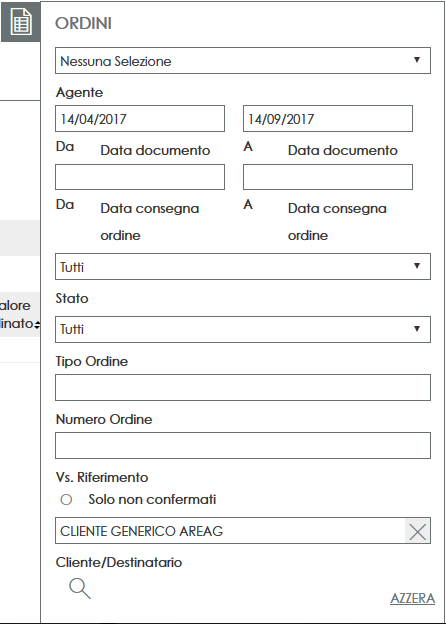 ORDINI
Nessuna Selezione
Agente
14/04/2017 14/09/2017
Da Data documento A Data documento
Da Data consegna ordine A Data consegna ordine
Tutti
Stato
alore
Tutti
inato
Tipo Ordine
Numero Ordine
Vs. Riferimento
Solo non confermati
CLIENTE GENERICO AREAG
Cliente/Destinatario
AZZERA